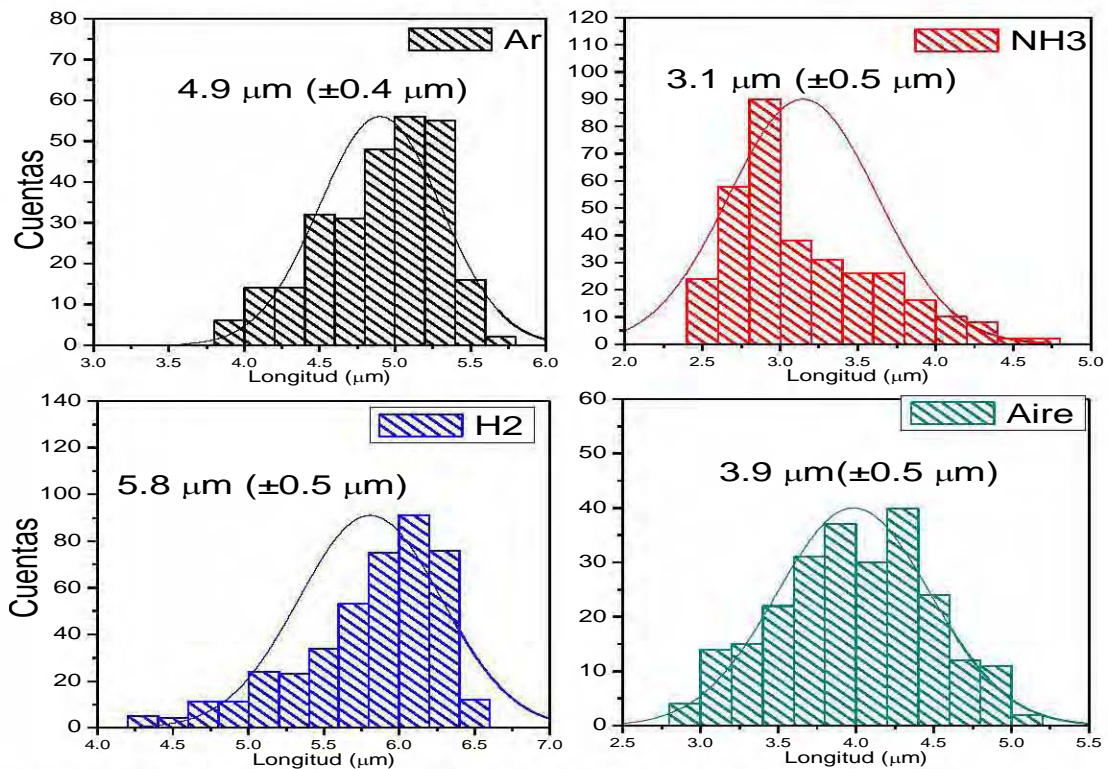 Ar
4.9 µm (±0.4 µm)
Cuentas
80
70
60
50
40
30
20
10
0
3.0 3.5 4.0 4.5 5.0 5.5 6.0
Longitud (µm)
NH3
3.1 µm (±0.5 µm)
120
110
100
90
80
70
60
50
40
30
20
10
0
2.0 2.5 3.0 3.5 4.0 4.5 5.0
Longitud (µm)
H2
5.8 µm (±0.5 µm)
Cuentas
140
120
100
80
60
40
20
0
4.0 4.5 5.0 5.5 6.0 6.5 7.0
Longitud (µm)
Aire
3.9 µm(±0.5 µm)
60
50
40
30
20
10
0
2.5 3.0 3.5 4.0 4.5 5.0 5.5
Longitud (µm)